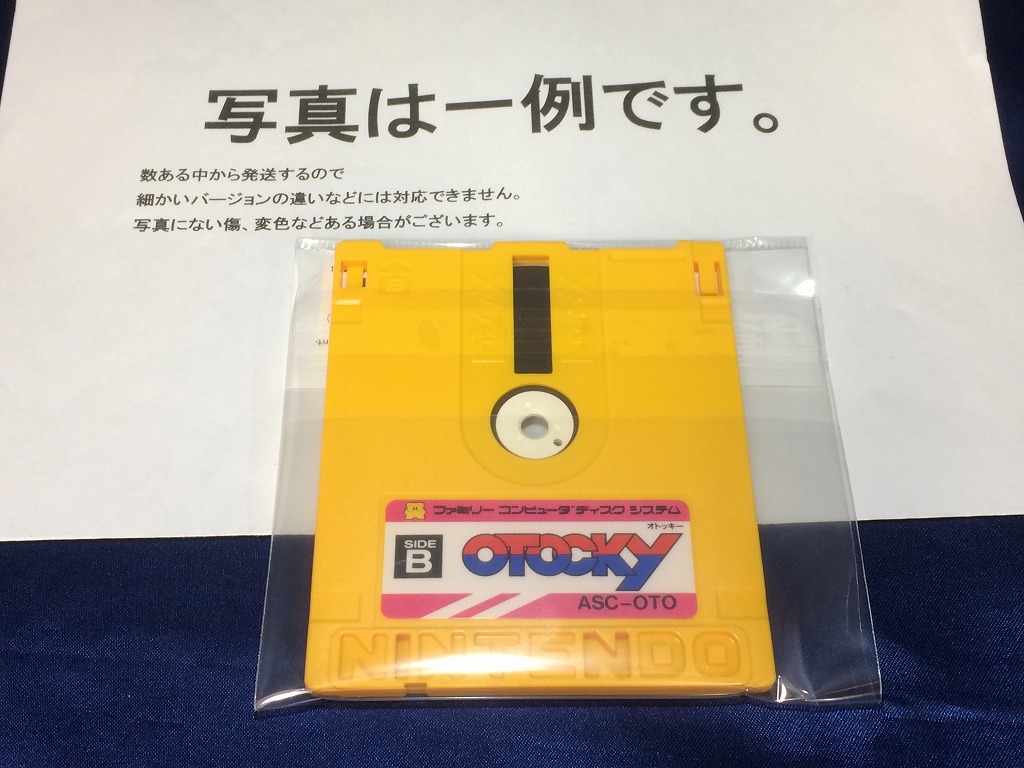 写真は一例です。
数ある中から発送するので
細かいバージョンの違いなどには対応できません。
写真にない傷、変色などある場合がございます。
ファミリー コンピュータ ディスク システム
オトッキー
SIDE
B
OTOCKY
ASC-OTO
NINTENDO